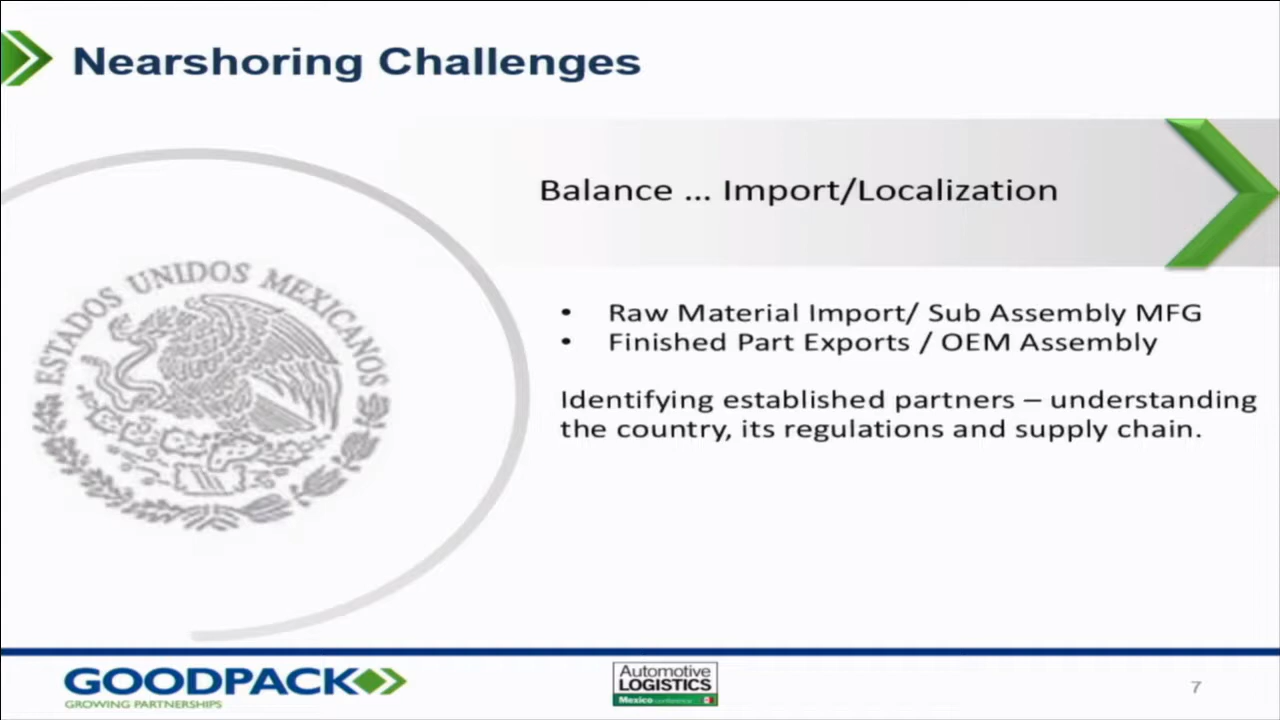 Nearshoring Challenges
Balance ... Import/Localization
• Raw Material Import/ Sub Assembly MFG
• Finished Part Exports / OEM Assembly
Identifying established partners – understanding
the country, its regulations and supply chain.
ESTADOS UNIDOS MEXICANOS
GOODPACK
GROWING PARTNERSHIPS
Automotive
LOGISTICS
Mexico conference
7